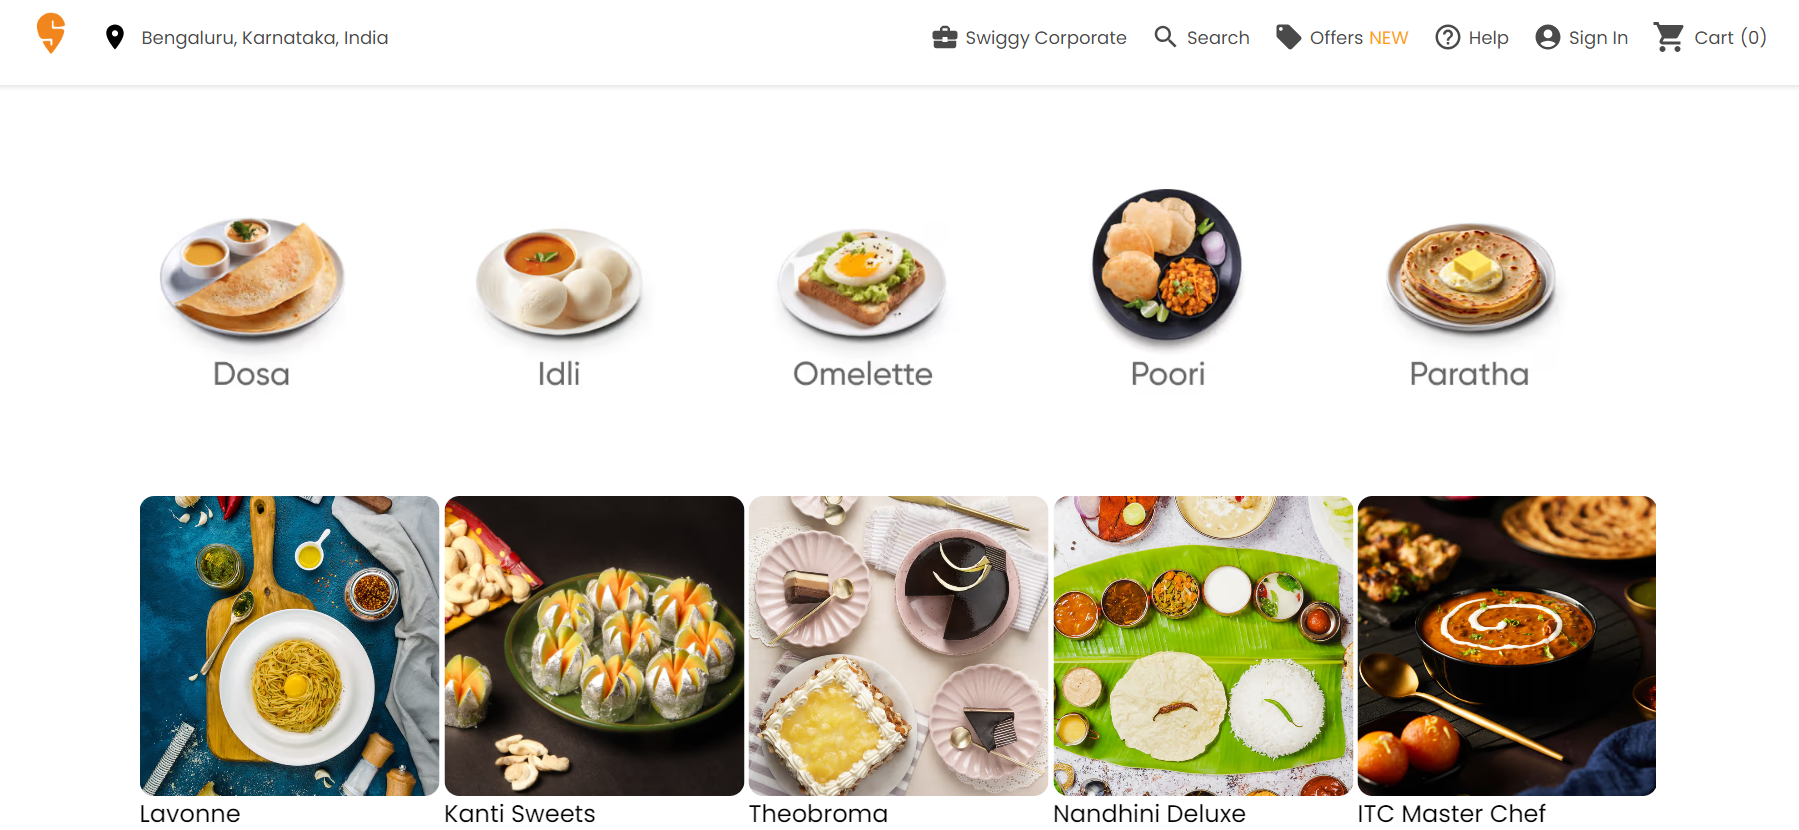 Bengaluru, Karnataka, India
Swiggy Corporate
Search
Offers NEW
Help
Sign In
Cart (0)
Dosa
Idli
Omelette
Poori
Paratha
Lavonne
Kanti Sweets
Theobroma
Nandhini Deluxe
ITC Master Chef